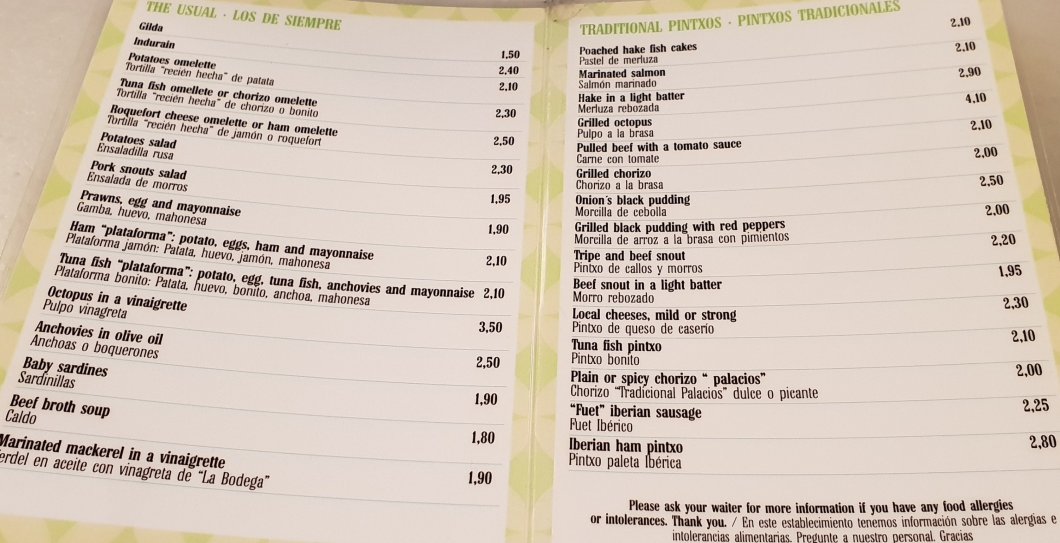 THE USUAL · LOS DE SIEMPRE
Gilda 1,50
Indurain 2,40
Potatoes omelette 2,10
Tortilla "recién hecha" de patata
Tuna fish omellete or chorizo omelette 2,30
Tortilla "recién hecha" de chorizo o bonito
Roquefort cheese omelette or ham omelette 2,50
Tortilla "recién hecha" de jamón o roquefort
Potatoes salad 2,30
Ensaladilla rusa
Pork snouts salad 1,95
Ensalada de morros
Prawns, egg and mayonnaise 1,90
Gamba, huevo, mahonesa
Ham "plataforma": potato, eggs, ham and mayonnaise 2,10
Plataforma jamón: Patata, huevo, jamón, mahonesa
Tuna fish "plataforma": potato, egg, tuna fish, anchovies and mayonnaise 2,10
Plataforma bonito: Patata, huevo, bonito, anchoa, mahonesa
Octopus in a vinaigrette 3,50
Pulpo vinagreta
Anchovies in olive oil 2,50
Anchoas o boquerones
Baby sardines 1,90
Sardinillas
Beef broth soup 1,80
Caldo
Marinated mackerel in a vinaigrette 1,90
erdel en aceite con vinagreta de "La Bodega"
TRADITIONAL PINTXOS · PINTXOS TRADICIONALES
Poached hake fish cakes 2,10
Pastel de merluza
Marinated salmon 2,10
Salmón marinado
Hake in a light batter 2,90
Merluza rebozada
Grilled octopus 4,10
Pulpo a la brasa
Pulled beef with a tomato sauce 2,10
Carne con tomate
Grilled chorizo 2,00
Chorizo a la brasa
Onion´s black pudding 2,50
Morcilla de cebolla
Grilled black pudding with red peppers 2,00
Morcilla de arroz a la brasa con pimientos
Tripe and beef snout 2,20
Pintxo de callos y morros
Beef snout in a light batter 1,95
Morro rebozado
Local cheeses, mild or strong 2,30
Pintxo de queso de caserío
Tuna fish pintxo 2,10
Pintxo bonito
Plain or spicy chorizo " palacios" 2,00
Chorizo "Tradicional Palacios" dulce o picante
"Fuet" iberian sausage 2,25
Fuet Ibérico
Iberian ham pintxo 2,80
Pintxo paleta Ibérica
Please ask your waiter for more information if you have any food allergies
or intolerances. Thank you. / En este establecimiento tenemos información sobre las alergias e
intolerancias alimentarias. Pregunte a nuestro personal. Gracias